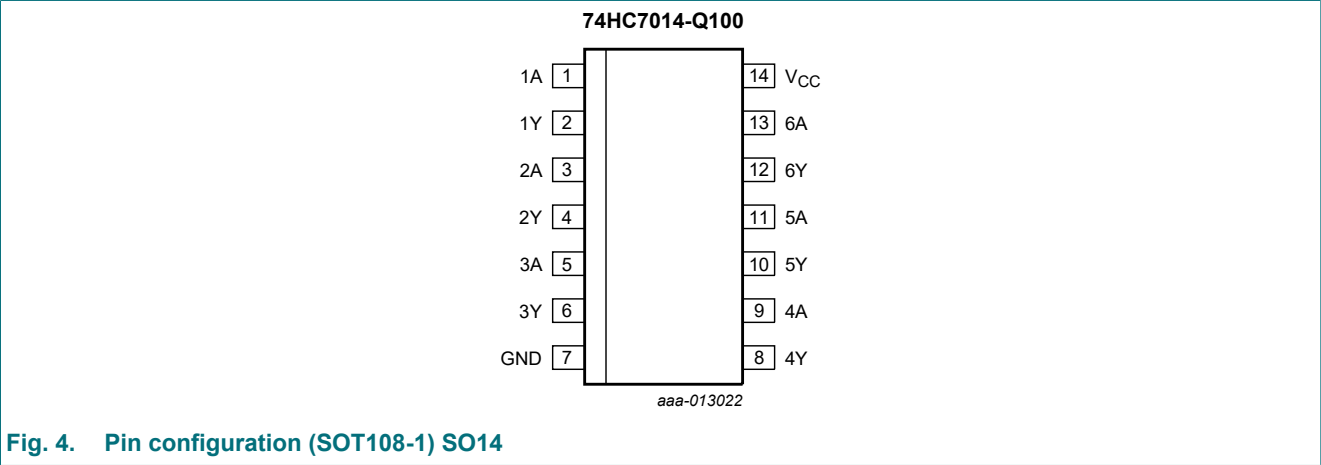 74HC7014-Q100
1A 1 14 VCC
1Y 2 13 6A
2A 3 12 6Y
2Y 4 11 5A
3A 5 10 5Y
3Y 6 9 4A
GND 7 8 4Y
aaa-013022
Fig. 4. Pin configuration (SOT108-1) SO14